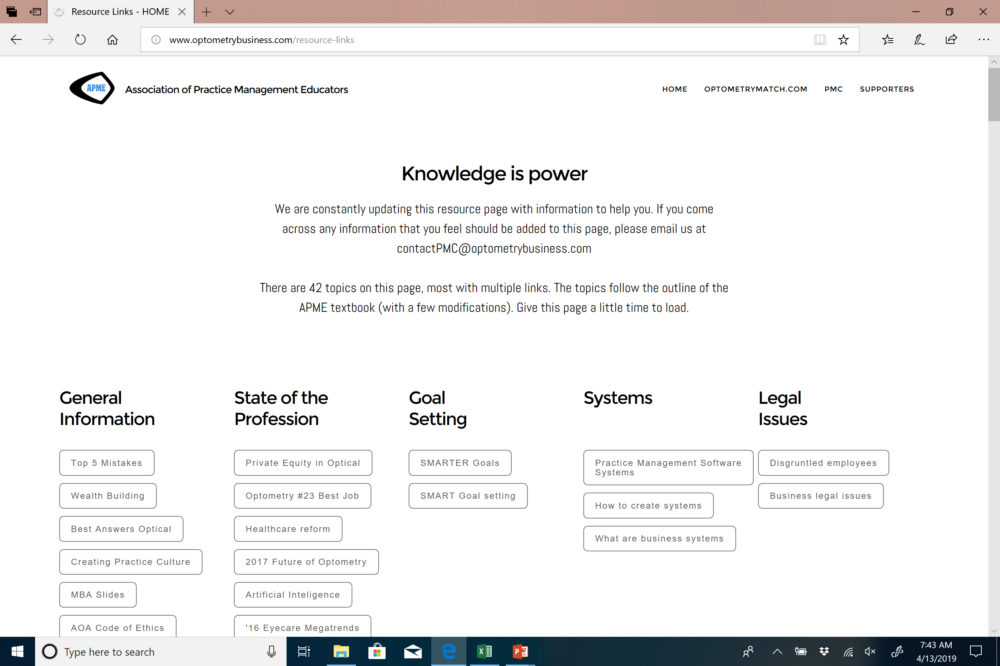 Resource Links - HOME
www.optometrybusiness.com/resource-links
APME
Association of Practice Management Educators
HOME
OPTOMETRYMATCH.COM
PMC
SUPPORTERS
Knowledge is power
We are constantly updating this resource page with information to help you. If you come
across any information that you feel should be added to this page, please email us at
contactPMC@optometrybusiness.com
There are 42 topics on this page, most with multiple links. The topics follow the outline of the
APME textbook (with a few modifications). Give this page a little time to load.
General
Information
Top 5 Mistakes
Wealth Building
Best Answers Optical
Creating Practice Culture
MBA Slides
AOA Code of Ethics
State of the
Profession
Private Equity in Optical
Optometry #23 Best Job
Healthcare reform
2017 Future of Optometry
Artificial Inteligence
'16 Eyecare Megatrends
Goal
Setting
SMARTER Goals
SMART Goal setting
Systems
Practice Management Software
Systems
How to create systems
What are business systems
Legal
Issues
Disgruntled employees
Business legal issues
Type here to search
7:43 AM
4/13/2019